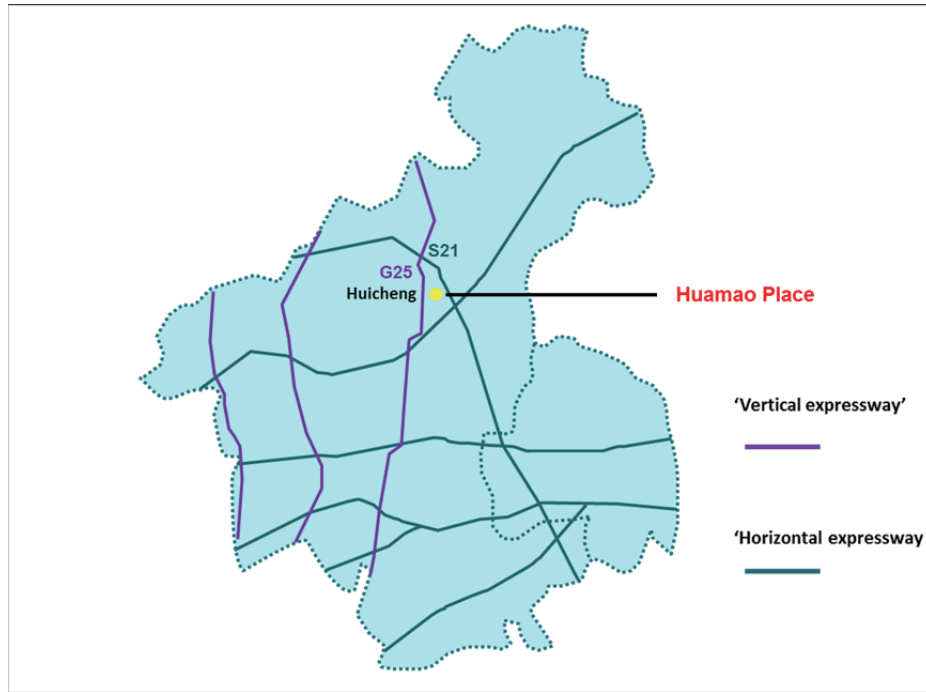 S21
G25
Huicheng
Huamao Place
‘Vertical expressway’
‘Horizontal expressway